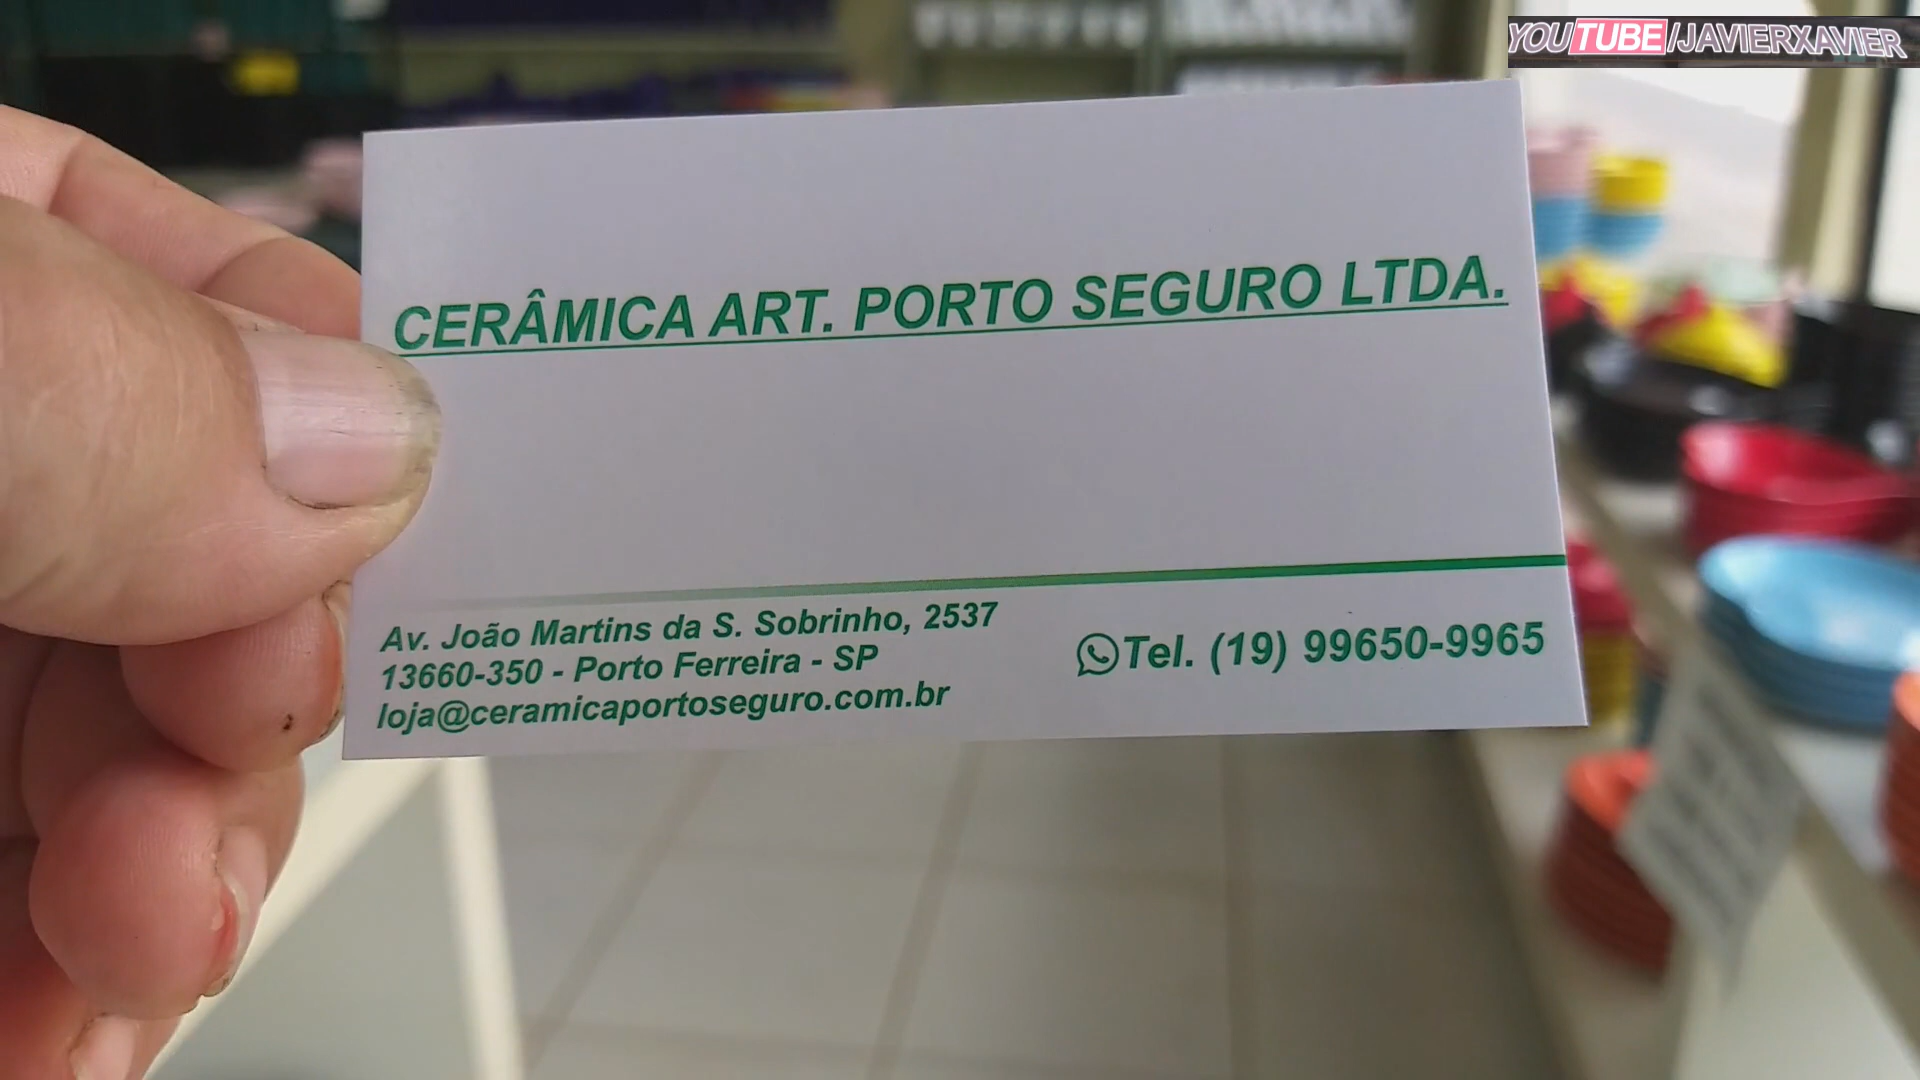 YOUTUBE/JAVIERXAVIER
CERÂMICA ART. PORTO SEGURO LTDA.
Av. João Martins da S. Sobrinho, 2537
13660-350 - Porto Ferreira - SP
loja@ceramicaportoseguro.com.br
Tel. (19) 99650-9965